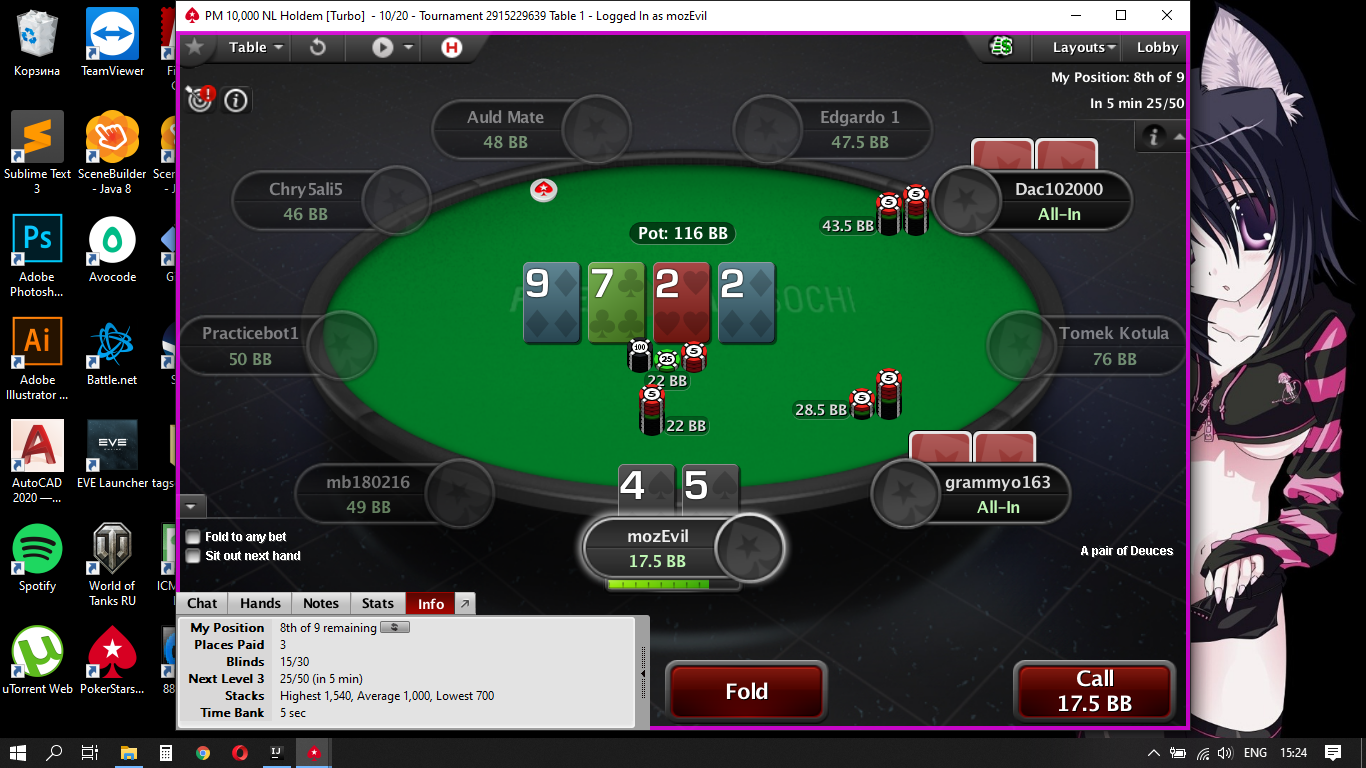 PM 10,000 NL Holdem [Turbo] - 10/20 - Tournament 2915229639 Table 1 - Logged In as mozEvil
Table
H
Layouts
Lobby
My Position: 8th of 9
In 5 min 25/50
Корзина
TeamViewer
Sublime Text
3
SceneBuilder
- Java 8
Adobe
Photosh...
Avocode
Adobe
Illustrator ...
Battle.net
AutoCAD
2020 —...
EVE Launcher
tags
Spotify
World of
Tanks RU
ICM
uTorrent Web
PokerStars...
88
Auld Mate
48 BB
Edgardo 1
47.5 BB
Chry5ali5
46 BB
Dac102000
All-In
43.5 BB
Pot: 116 BB
9
7
2
2
SOCHI
Practicebot1
50 BB
Tomek Kotula
76 BB
100
25
5
22 BB
22 BB
28.5 BB
mb180216
49 BB
grammyo163
All-In
4
5
mozEvil
17.5 BB
Fold to any bet
Sit out next hand
A pair of Deuces
Chat
Hands
Notes
Stats
Info
My Position 8th of 9 remaining
Places Paid 3
Blinds 15/30
Next Level 3 25/50 (in 5 min)
Stacks Highest 1,540, Average 1,000, Lowest 700
Time Bank 5 sec
Fold
Call
17.5 BB
ENG
15:24